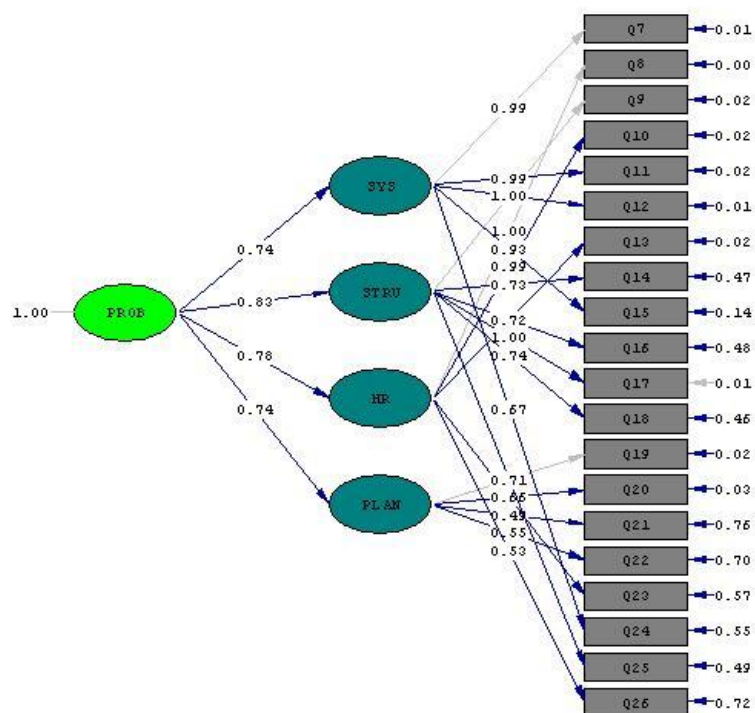 Q7 0.01
Q8 0.00
Q9 0.02
0.99
Q10 0.02
Q11 0.02
SYS 0.99
1.00
Q12 0.01
1.00
Q13 0.02
0.74 0.93
0.99
Q14 0.47
0.73
STRU
0.83
1.00 PROB Q15 0.14
0.72
1.00
Q16 0.48
0.78 0.74
Q17 0.01
HR
0.74 0.67
Q18 0.46
Q19 0.02
0.71
Q20 0.03
PLAN
Q21 0.76
0.55
0.53
Q22 0.70
Q23 0.57
Q24 0.55
Q25 0.49
Q26 0.72